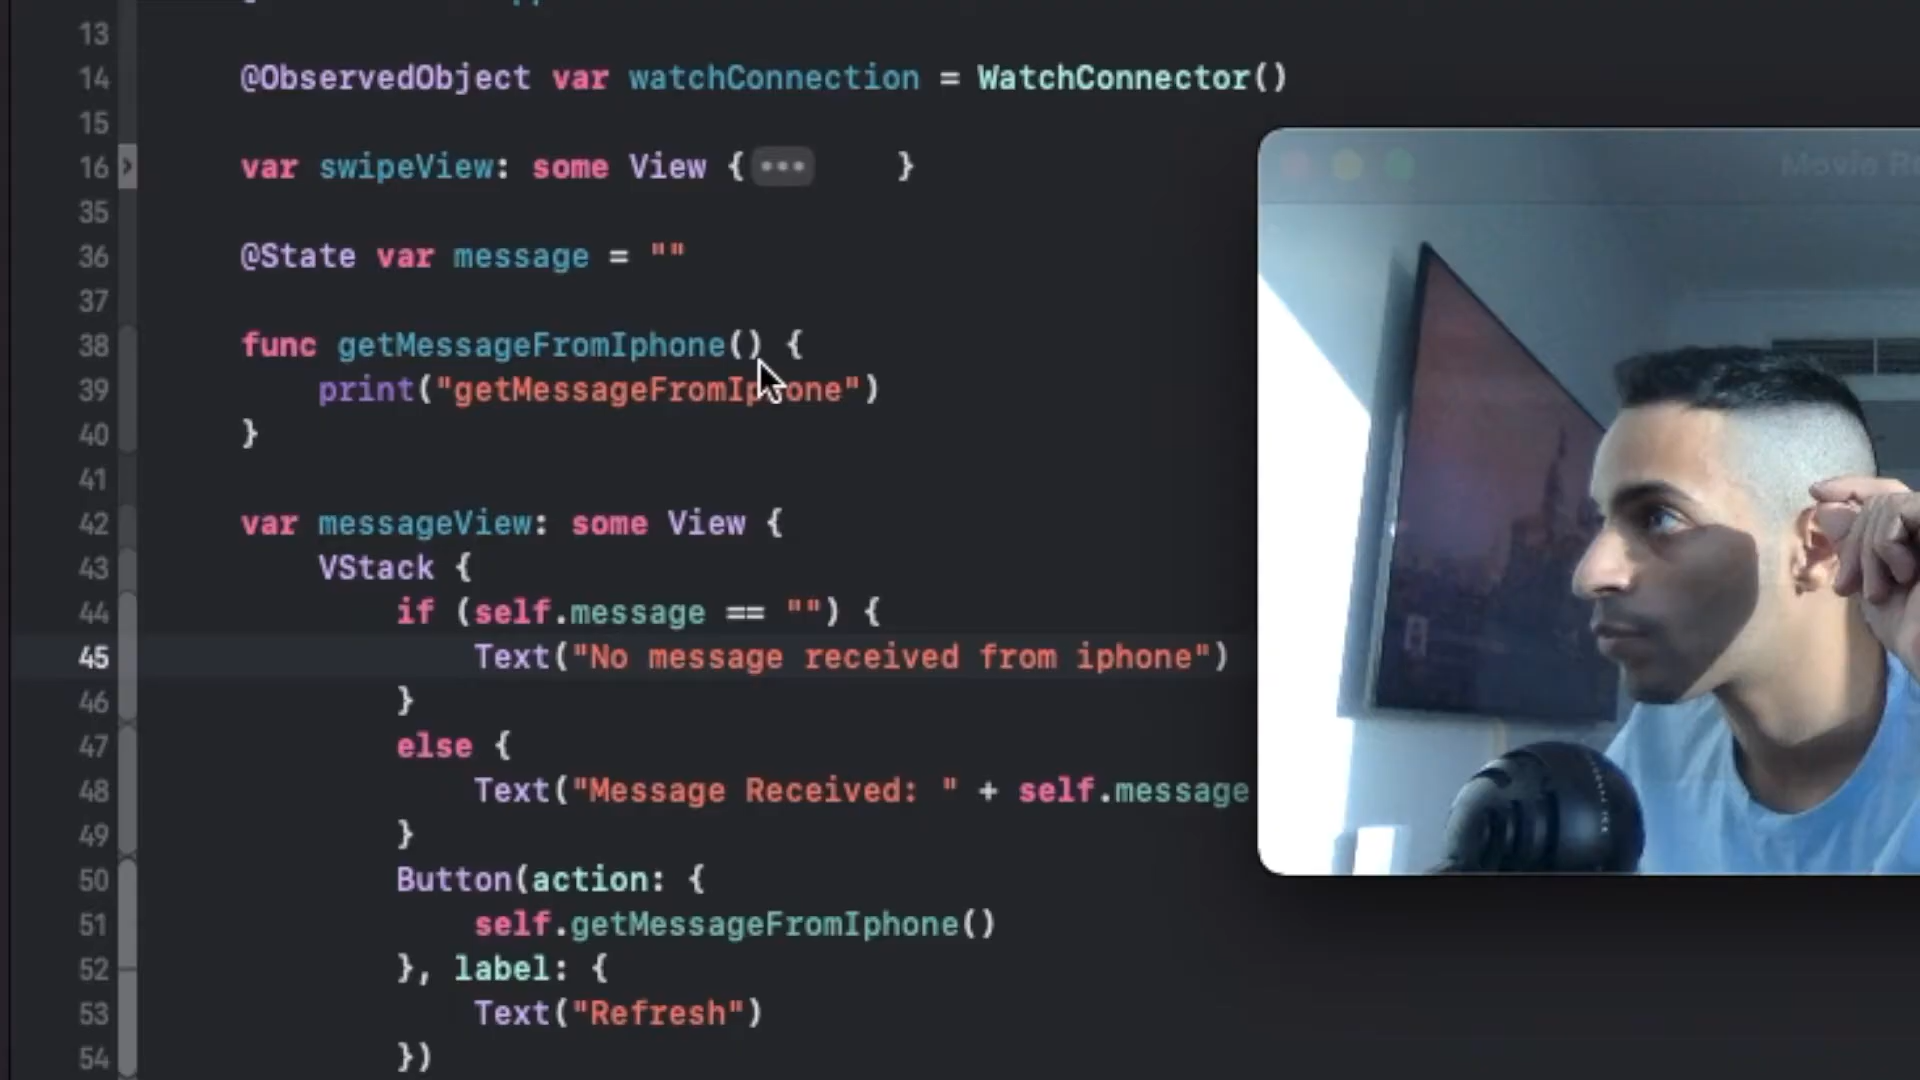 13
14 @ObservedObject var watchConnection = WatchConnector()
15
16 var swipeView: some View { ••• }
35
36 @State var message = ""
37
38 func getMessageFromIphone() {
39 print("getMessageFromIphone")
40 }
41
42 var messageView: some View {
43 VStack {
44 if (self.message == "") {
45 Text("No message received from iphone")
46 }
47 else {
48 Text("Message Received: " + self.message
49 }
50 Button(action: {
51 self.getMessageFromIphone()
52 }, label: {
53 Text("Refresh")
54 })
Movie Re